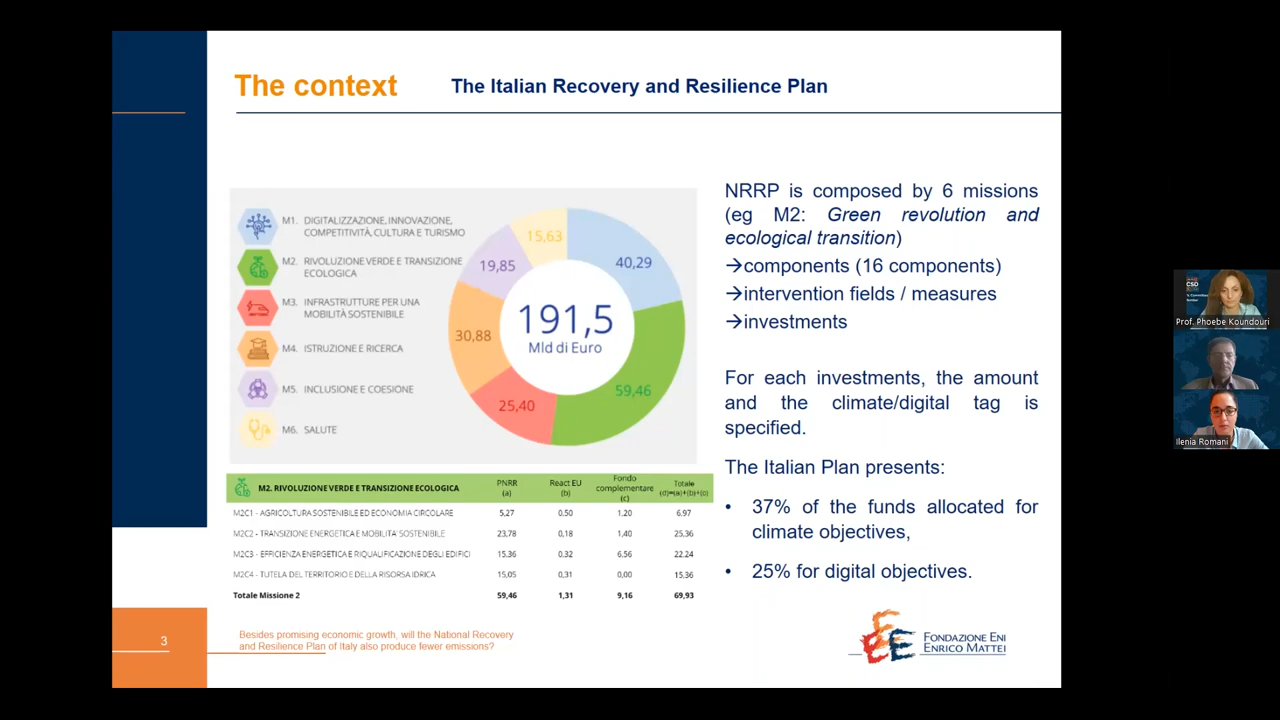 The context
The Italian Recovery and Resilience Plan
M1. DIGITALIZZAZIONE, INNOVAZIONE,
COMPETITIVITÀ, CULTURA E TURISMO
M2. RIVOLUZIONE VERDE E TRANSIZIONE
ECOLOGICA
M3. INFRASTRUTTURE PER UNA
MOBILITÀ SOSTENIBILE
M4. ISTRUZIONE E RICERCA
M5. INCLUSIONE E COESIONE
M6. SALUTE
15,63
40,29
19,85
191,5
Mld di Euro
30,88
59,46
25,40
M2. RIVOLUZIONE VERDE E TRANSIZIONE ECOLOGICA PNRR (a) React EU (b) Fondo complementare (c) Totale (d)=(a)+(b)+(c)
M2C1 - AGRICOLTURA SOSTENIBILE ED ECONOMIA CIRCOLARE 5,27 0,50 1,20 6,97
M2C2 - TRANSIZIONE ENERGETICA E MOBILITA' SOSTENIBILE 23,78 0,18 1,40 25,36
M2C3 - EFFICIENZA ENERGETICA E RIQUALIFICAZIONE DEGLI EDIFICI 15,36 0,32 6,56 22,24
M2C4 - TUTELA DEL TERRITORIO E DELLA RISORSA IDRICA 15,05 0,31 0,00 15,36
Totale Missione 2 59,46 1,31 9,16 69,93
NRRP is composed by 6 missions
(eg M2: Green revolution and
ecological transition)
→components (16 components)
→intervention fields / measures
→investments
For each investments, the amount
and the climate/digital tag is
specified.
The Italian Plan presents:
• 37% of the funds allocated for
climate objectives,
• 25% for digital objectives.
3
Besides promising economic growth, will the National Recovery
and Resilience Plan of Italy also produce fewer emissions?
FONDAZIONE ENI
ENRICO MATTEI
CSD
Prof. Phoebe Koundouri
Ilenia Romani